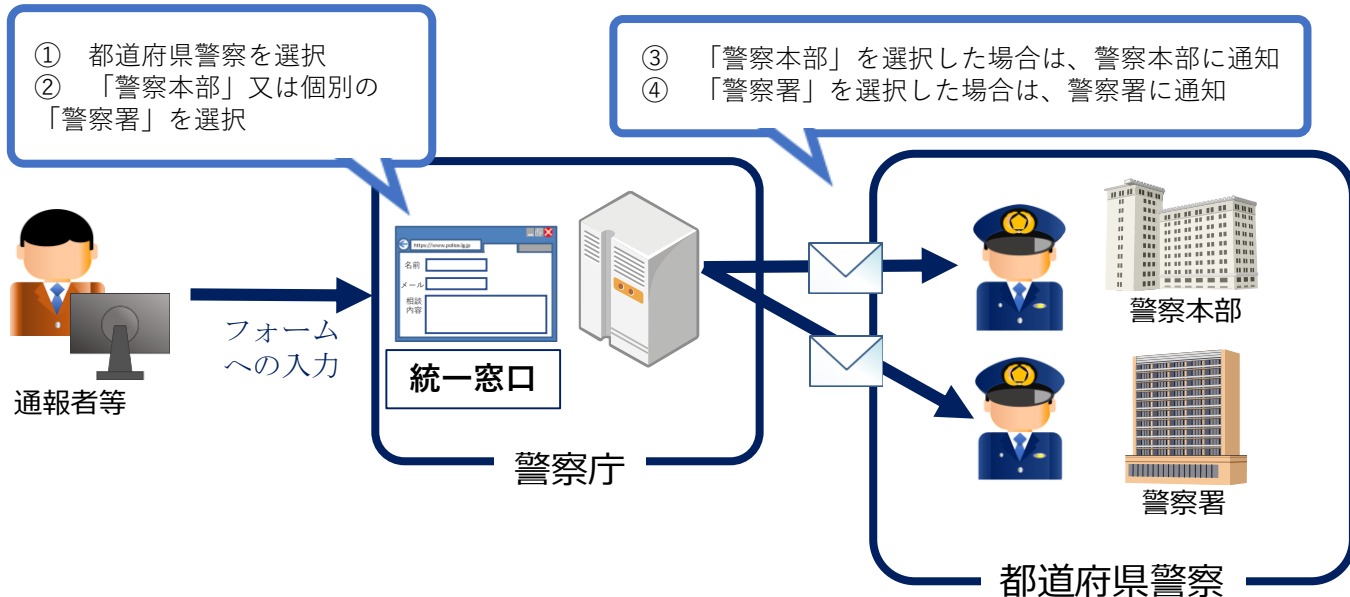 ① 都道府県警察を選択
② 「警察本部」又は個別の
「警察署」を選択
③ 「警察本部」を選択した場合は、警察本部に通知
④ 「警察署」を選択した場合は、警察署に通知
https://www.police.lg.jp
名前
メール
相談
内容
統一窓口
フォーム
への入力
通報者等
警察庁
警察本部
警察署
都道府県警察